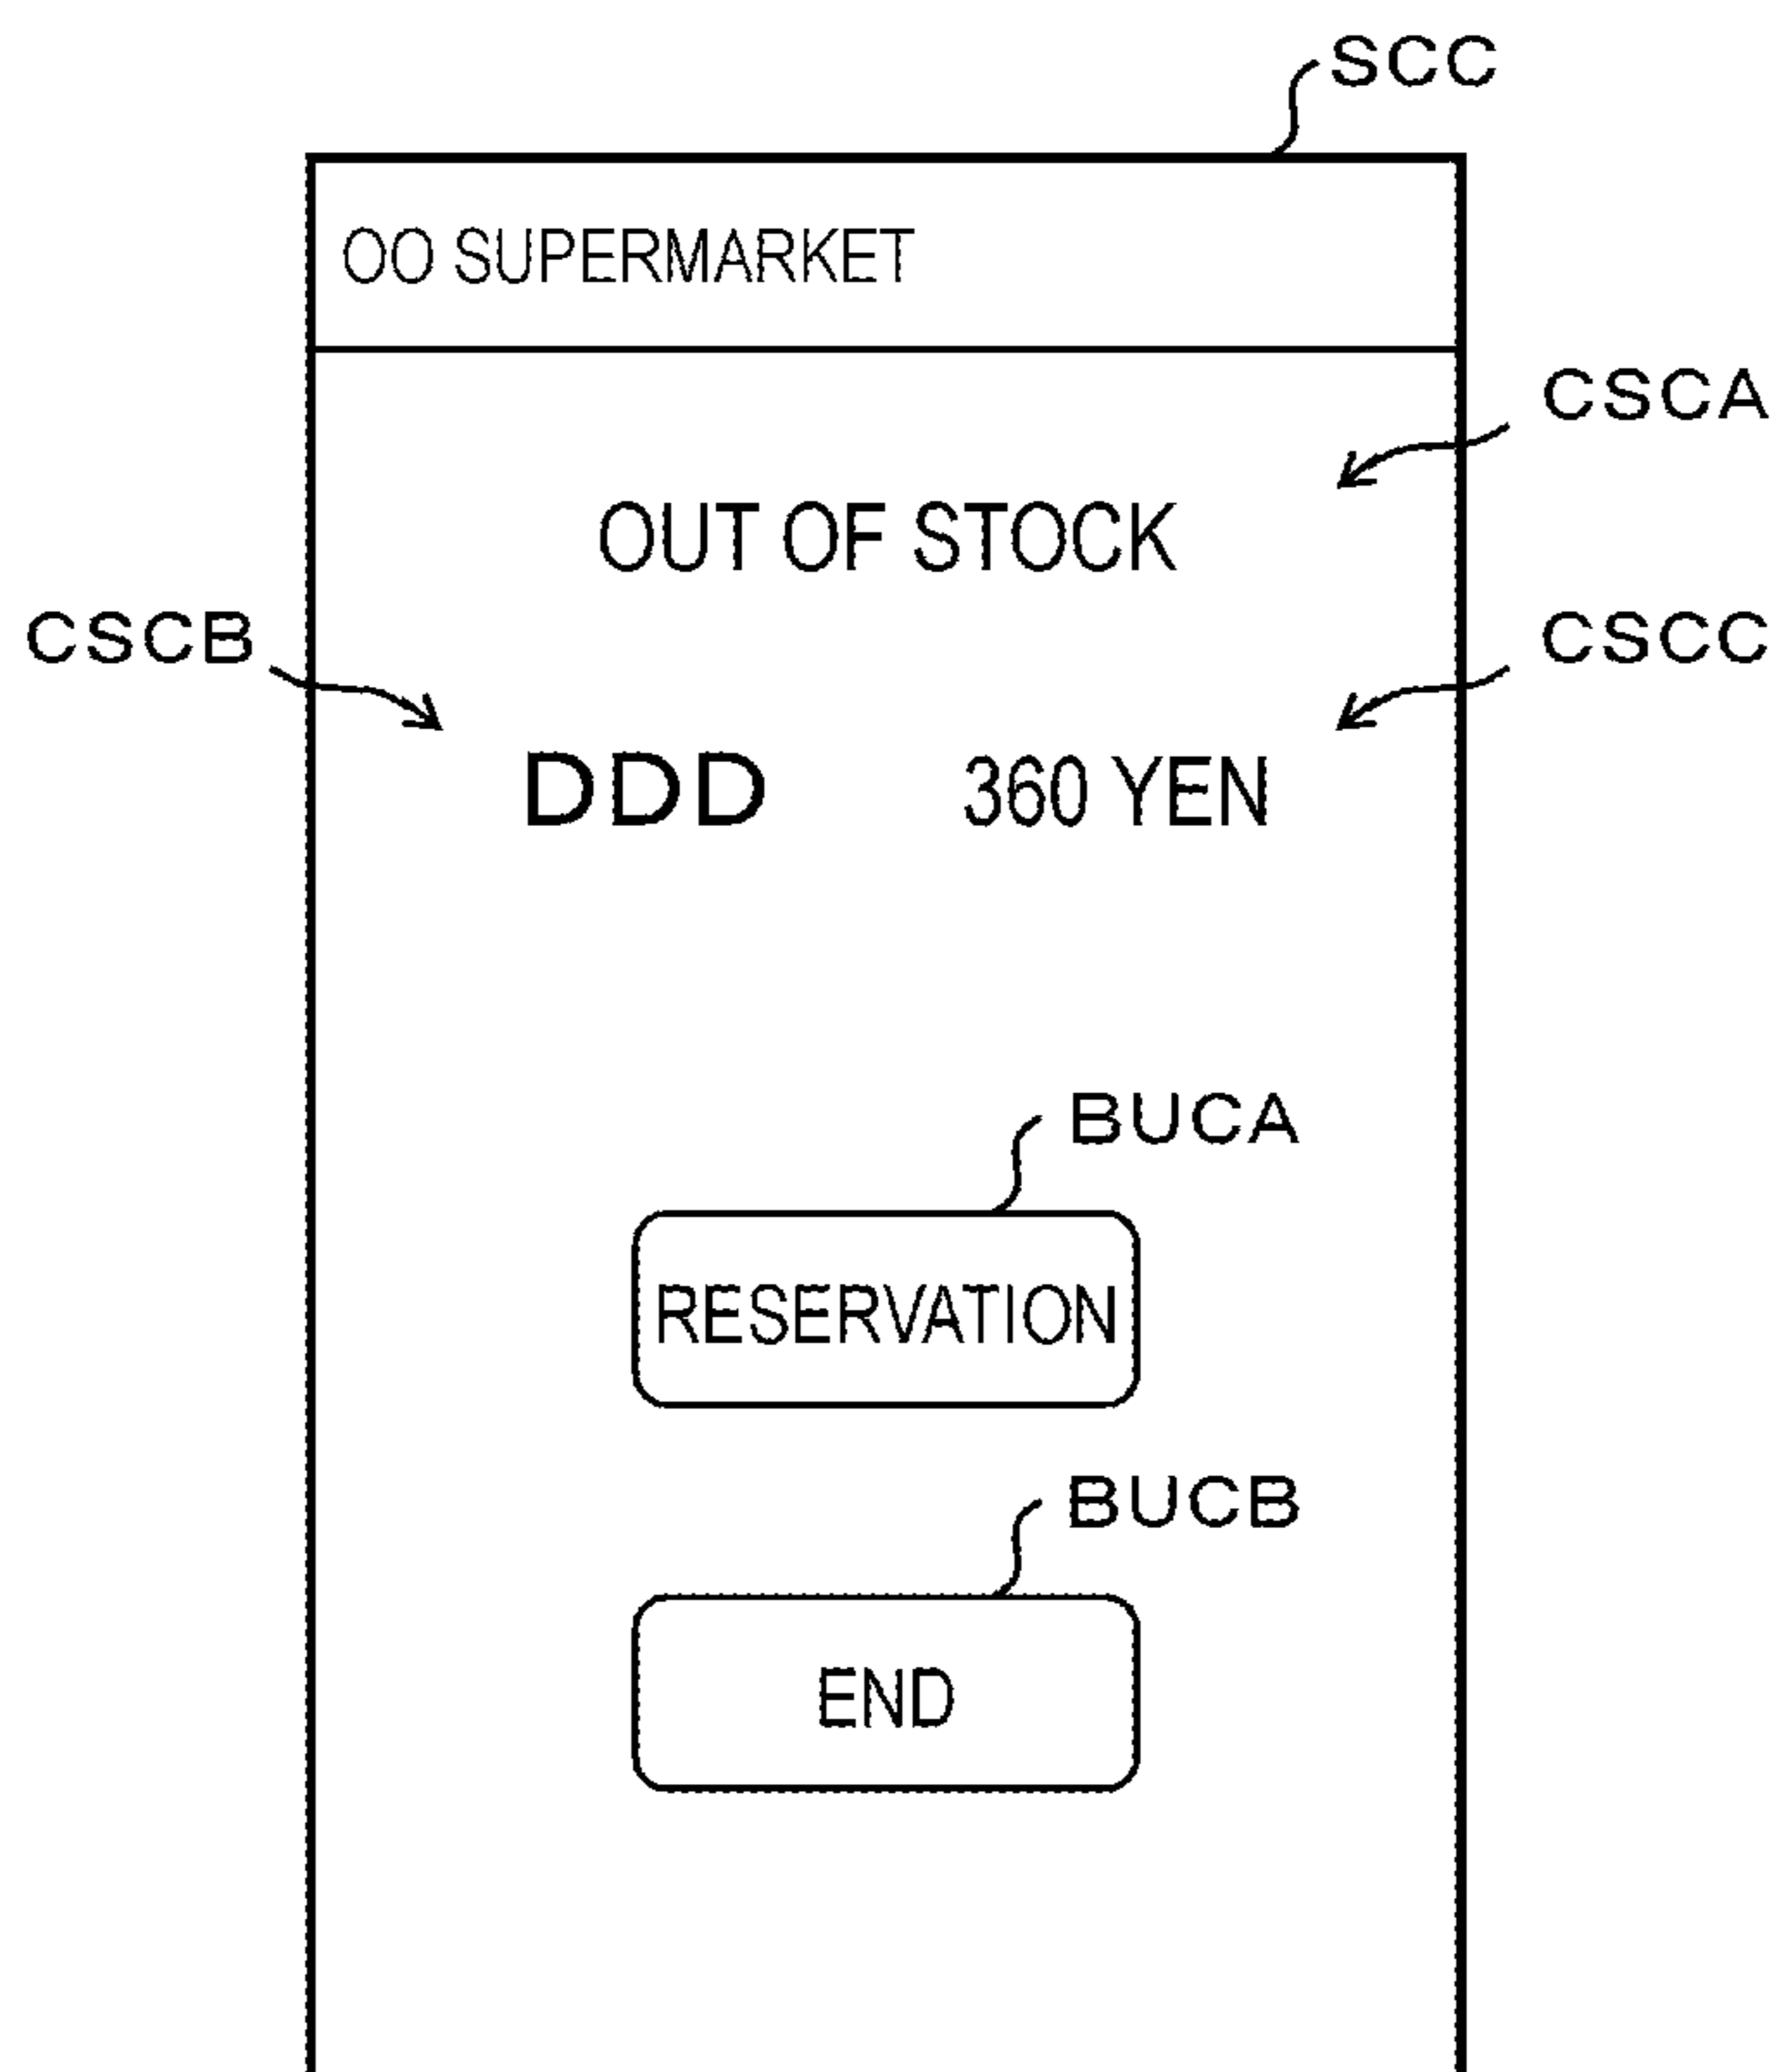 SCC
OO SUPERMARKET
CSCA
OUT OF STOCK
CSCB
CSCC
DDD 360 YEN
BUCA
RESERVATION
BUCB
END